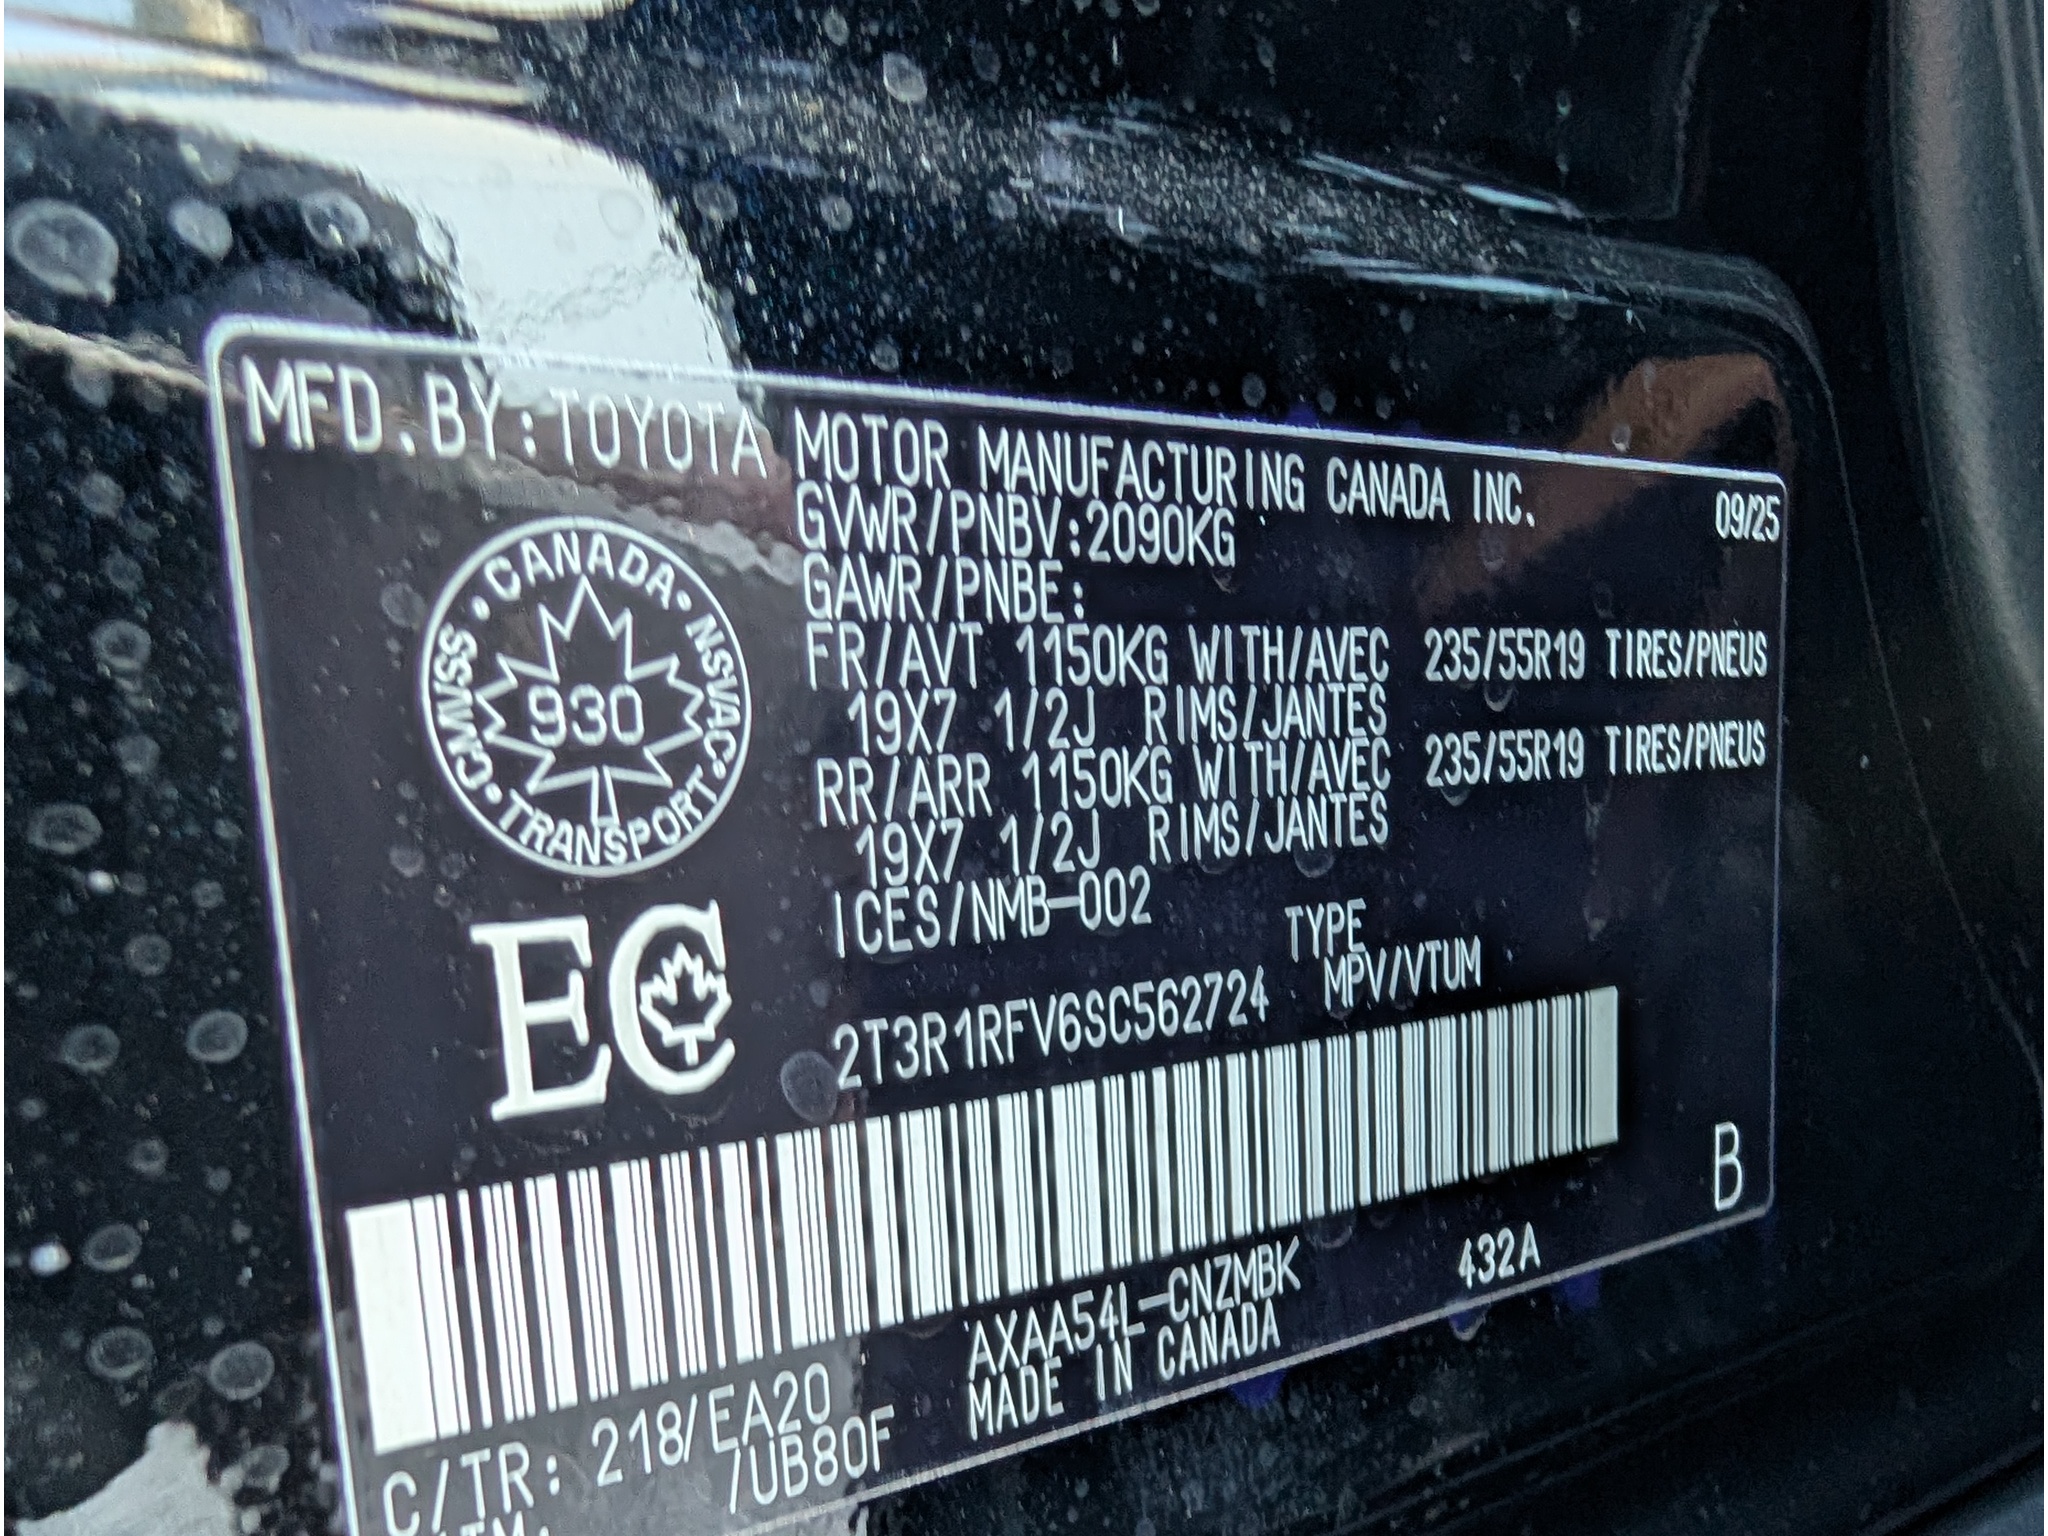 MFD.BY:TOYOTA MOTOR MANUFACTURING CANADA INC.
09/25
GVWR/PNBV:2090KG
GAWR/PNBE:
FR/AVT 1150KG WITH/AVEC 235/55R19 TIRES/PNEUS
19X7 1/2J RIMS/JANTES
RR/ARR 1150KG WITH/AVEC 235/55R19 TIRES/PNEUS
19X7 1/2J RIMS/JANTES
ICES/NMB-002
CANADA • NSVAC • TRANSPORT • CMVSS •
930
EC
TYPE
2T3R1RFV6SC562724 MPV/VTUM
B
AXAA54L-CNZMBK 432A
MADE IN CANADA
C/TR: 218/EA20
/UB80F